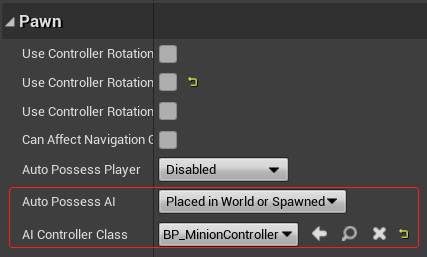 Pawn
Use Controller Rotation
Use Controller Rotation
Use Controller Rotation
Can Affect Navigation G
Auto Possess Player Disabled
Auto Possess AI Placed in World or Spawned
AI Controller Class BP_MinionController